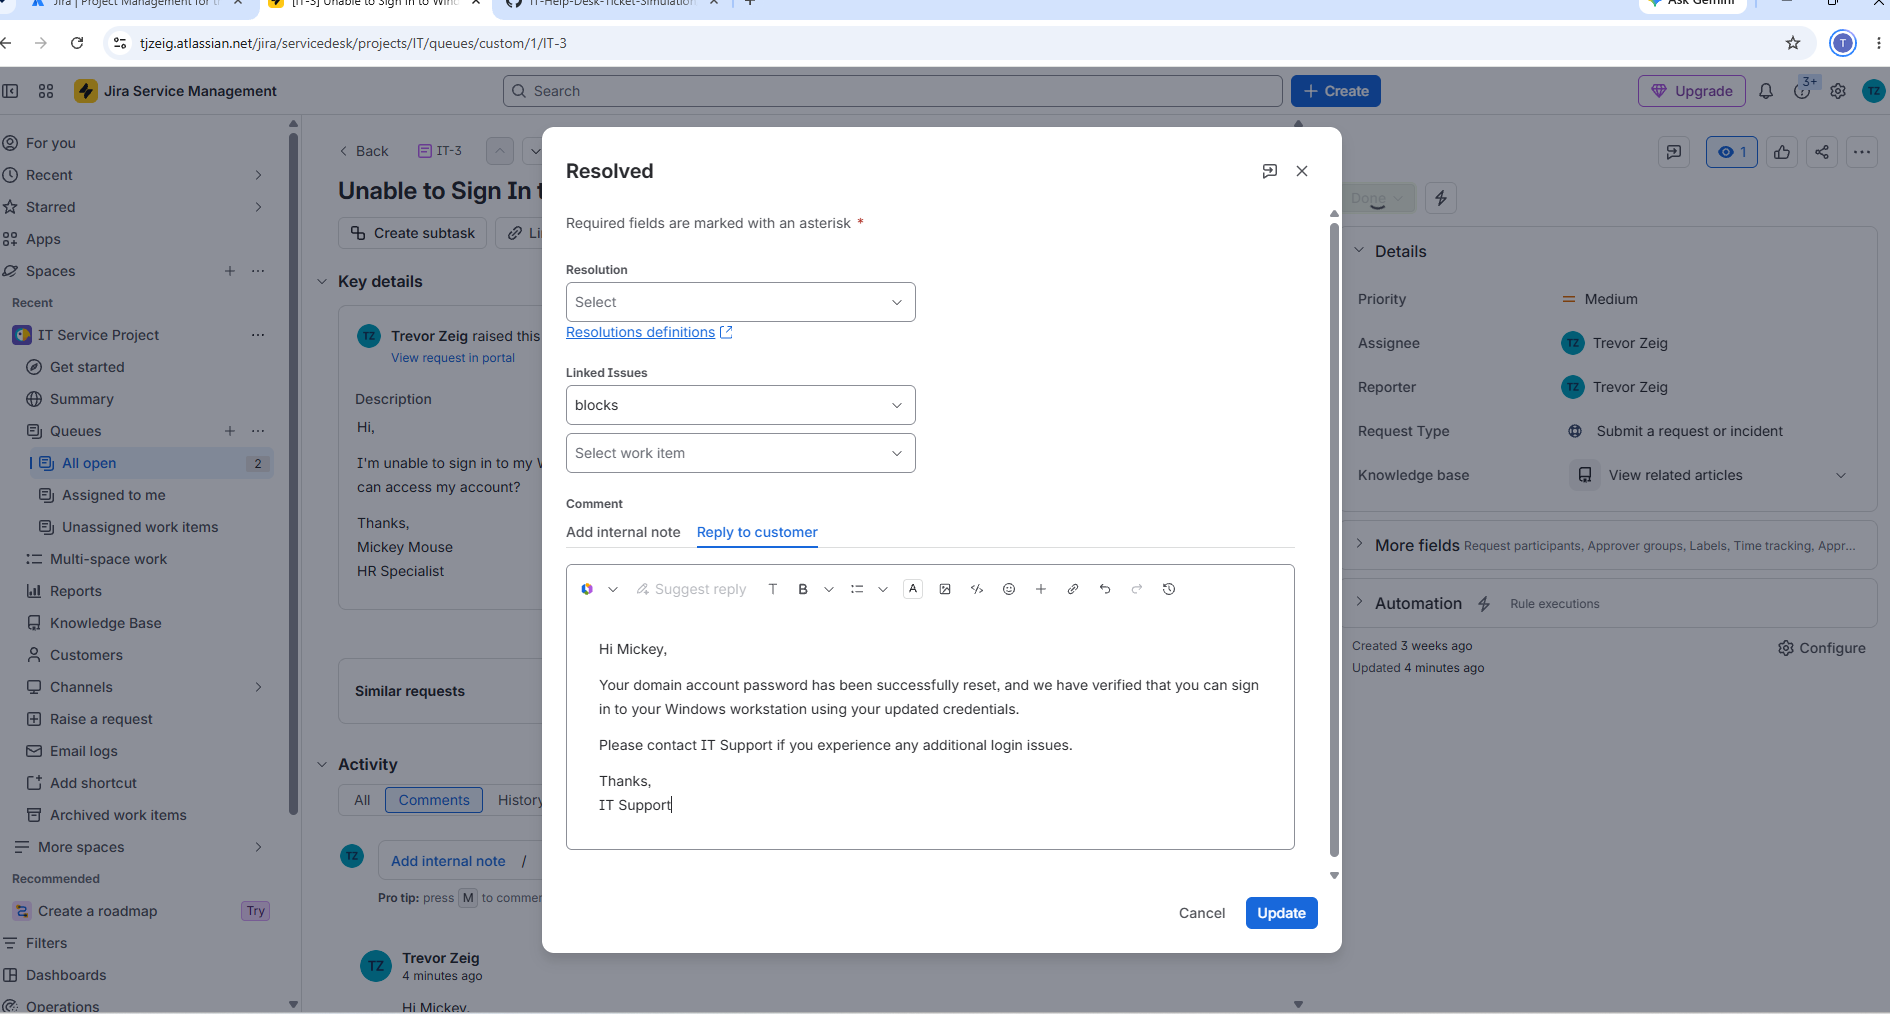 Jira | Project Management for t
[IT-3] Unable to Sign In to Wind
IT-Help-Desk-Ticket-Simulation
Ask Gemini
tjzeig.atlassian.net/jira/servicedesk/projects/IT/queues/custom/1/IT-3
T
Jira Service Management
Search
Create
Upgrade
3+
TZ
For you
Recent
Starred
Apps
Spaces
Recent
IT Service Project
Get started
Summary
Queues
All open
2
Assigned to me
Unassigned work items
Multi-space work
Reports
Knowledge Base
Customers
Channels
Raise a request
Email logs
Add shortcut
Archived work items
More spaces
Recommended
Create a roadmap
Try
Filters
Dashboards
Operations
Back
IT-3
Unable to Sign In t
Create subtask
Li
Key details
TZ
Trevor Zeig raised this
View request in portal
Description
Hi,
I'm unable to sign in to my W
can access my account?
Thanks,
Mickey Mouse
HR Specialist
Similar requests
Activity
All
Comments
History
TZ
Add internal note /
Pro tip: press M to commen
TZ
Trevor Zeig
4 minutes ago
Hi Mickey,
Resolved
Required fields are marked with an asterisk *
Resolution
Select
Resolutions definitions
Linked Issues
blocks
Select work item
Comment
Add internal note
Reply to customer
Suggest reply
T
B
A
Hi Mickey,
Your domain account password has been successfully reset, and we have verified that you can sign
in to your Windows workstation using your updated credentials.
Please contact IT Support if you experience any additional login issues.
Thanks,
IT Support
Cancel
Update
1
Done
Details
Priority
Medium
Assignee
TZ
Trevor Zeig
Reporter
TZ
Trevor Zeig
Request Type
Submit a request or incident
Knowledge base
View related articles
More fields Request participants, Approver groups, Labels, Time tracking, Appr...
Automation
Rule executions
Created 3 weeks ago
Updated 4 minutes ago
Configure